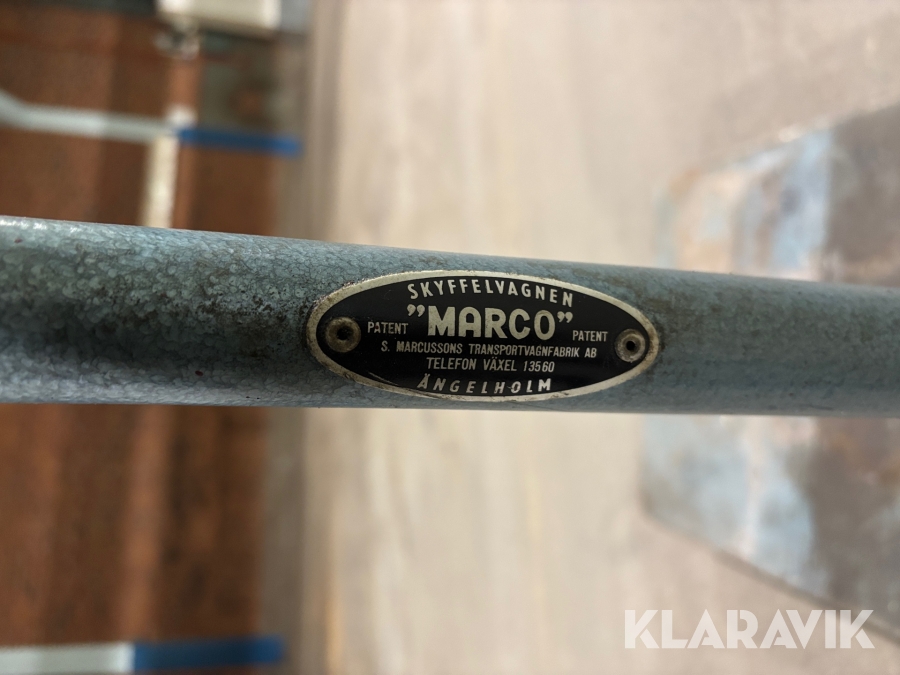 SKYFFELVAGNEN
"MARCO"
PATENT PATENT
S. MARCUSSONS TRANSPORTVAGNFABRIK AB
TELEFON VÄXEL 13560
ÄNGELHOLM
KLARAVIK